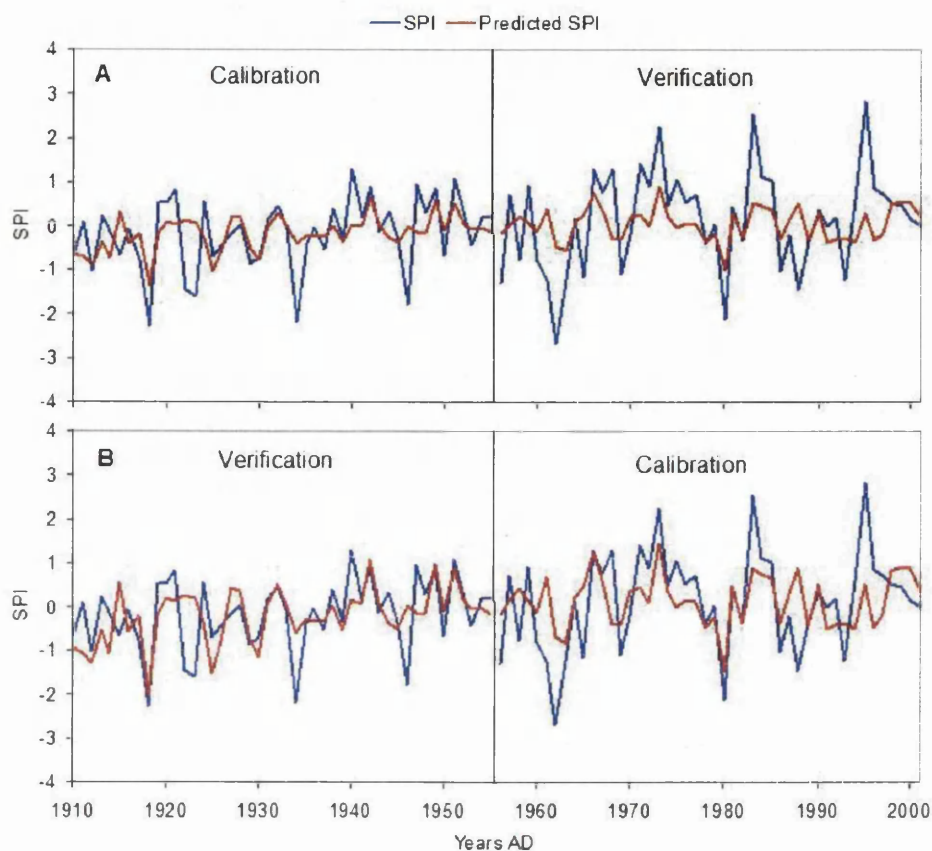 SPI Predicted SPI
A Calibration Verification
4
3
2
1
0
-1
-2
-3
-4
SPI
B Verification Calibration
4
3
2
1
0
-1
-2
-3
-4
SPI
1910 1920 1930 1940 1950 1960 1970 1980 1990 2000
Years AD